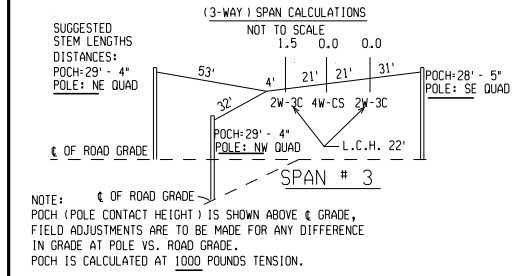 (3-WAY) SPAN CALCULATIONS
SUGGESTED
STEM LENGTHS
NOT TO SCALE
1.5 0.0 0.0
DISTANCES:
POCH=29' - 4"
POLE: NE QUAD
53'
4'
21'
21'
31'
POCH=28' - 5"
POLE: SE QUAD
32'
2W-3C 4W-CS 2W-3C
POCH=29' - 4"
POLE: NW QUAD
L.C.H. 22'
℄ OF ROAD GRADE
SPAN # 3
NOTE:
℄ OF ROAD GRADE
POCH (POLE CONTACT HEIGHT) IS SHOWN ABOVE ℄ GRADE,
FIELD ADJUSTMENTS ARE TO BE MADE FOR ANY DIFFERENCE
IN GRADE AT POLE VS. ROAD GRADE.
POCH IS CALCULATED AT 1000 POUNDS TENSION.